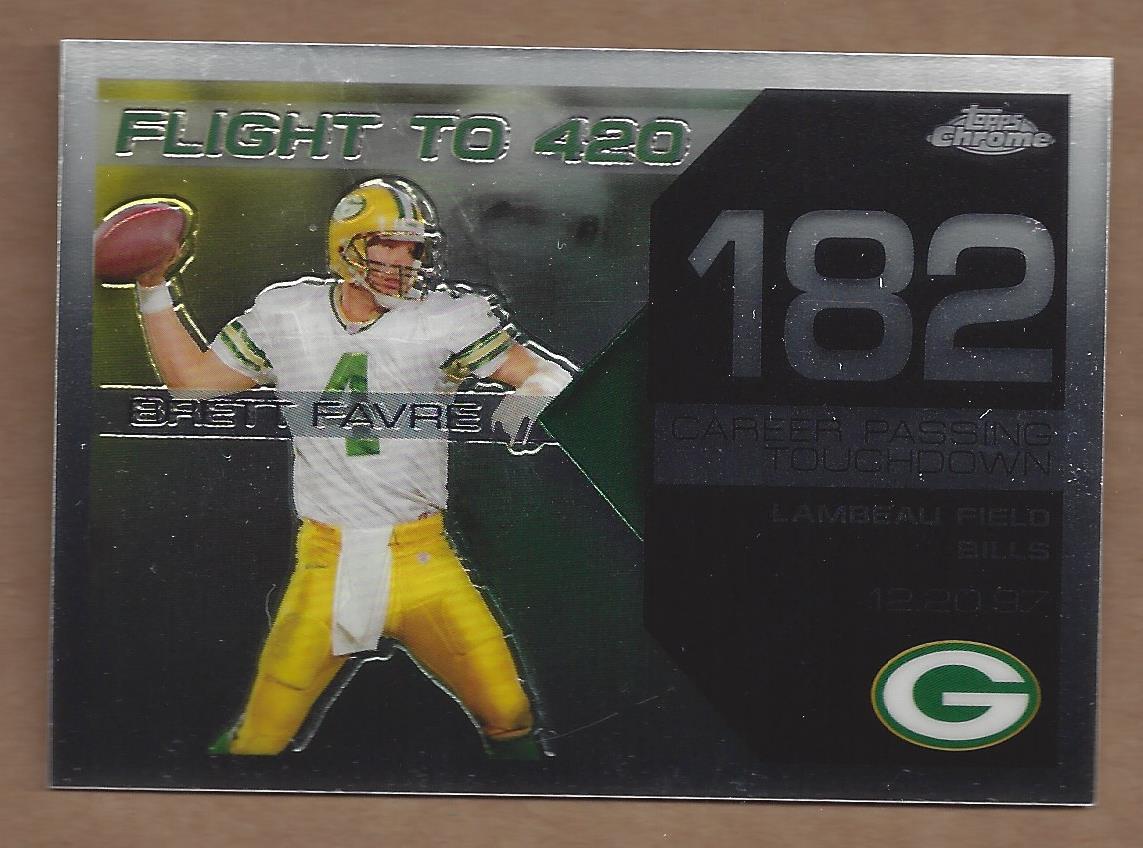 FLIGHT TO 420
Topps
Chrome
182
BRETT FAVRE
4
CAREER PASSING
TOUCHDOWN
LAMBEAU FIELD
BILLS
12.20.97
G